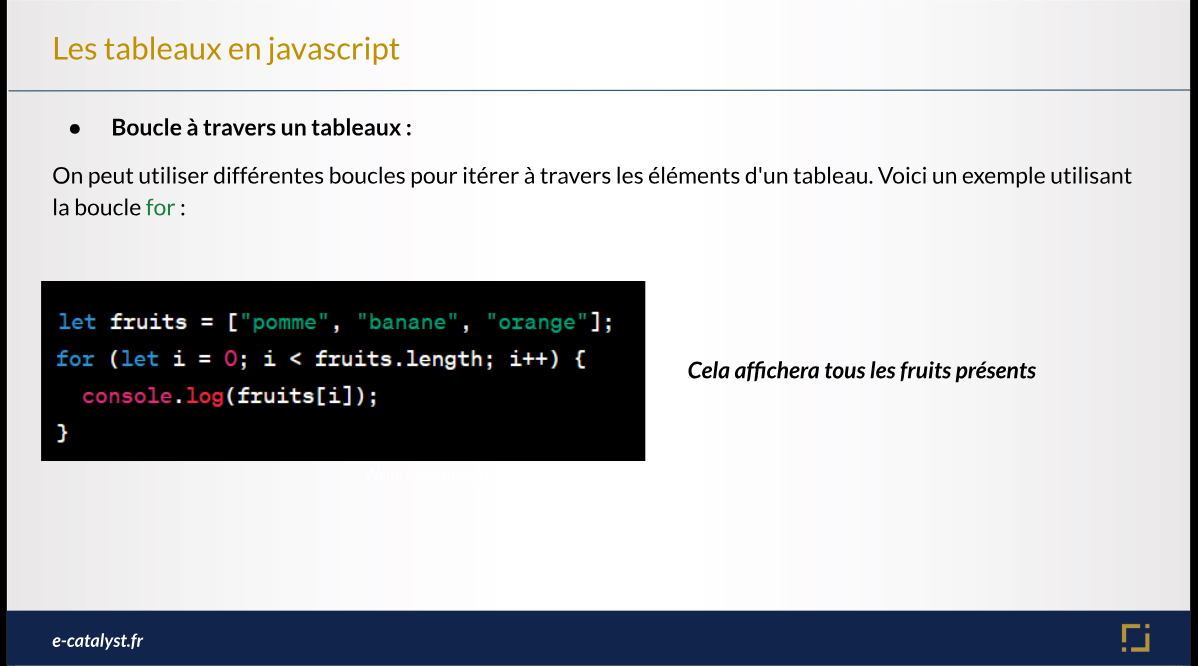 Les tableaux en javascript
● Boucle à travers un tableaux :
On peut utiliser différentes boucles pour itérer à travers les éléments d'un tableau. Voici un exemple utilisant
la boucle for :
let fruits = ["pomme", "banane", "orange"];
for (let i = 0; i < fruits.length; i++) {
  console.log(fruits[i]);
}
Cela affichera tous les fruits présents
e-catalyst.fr